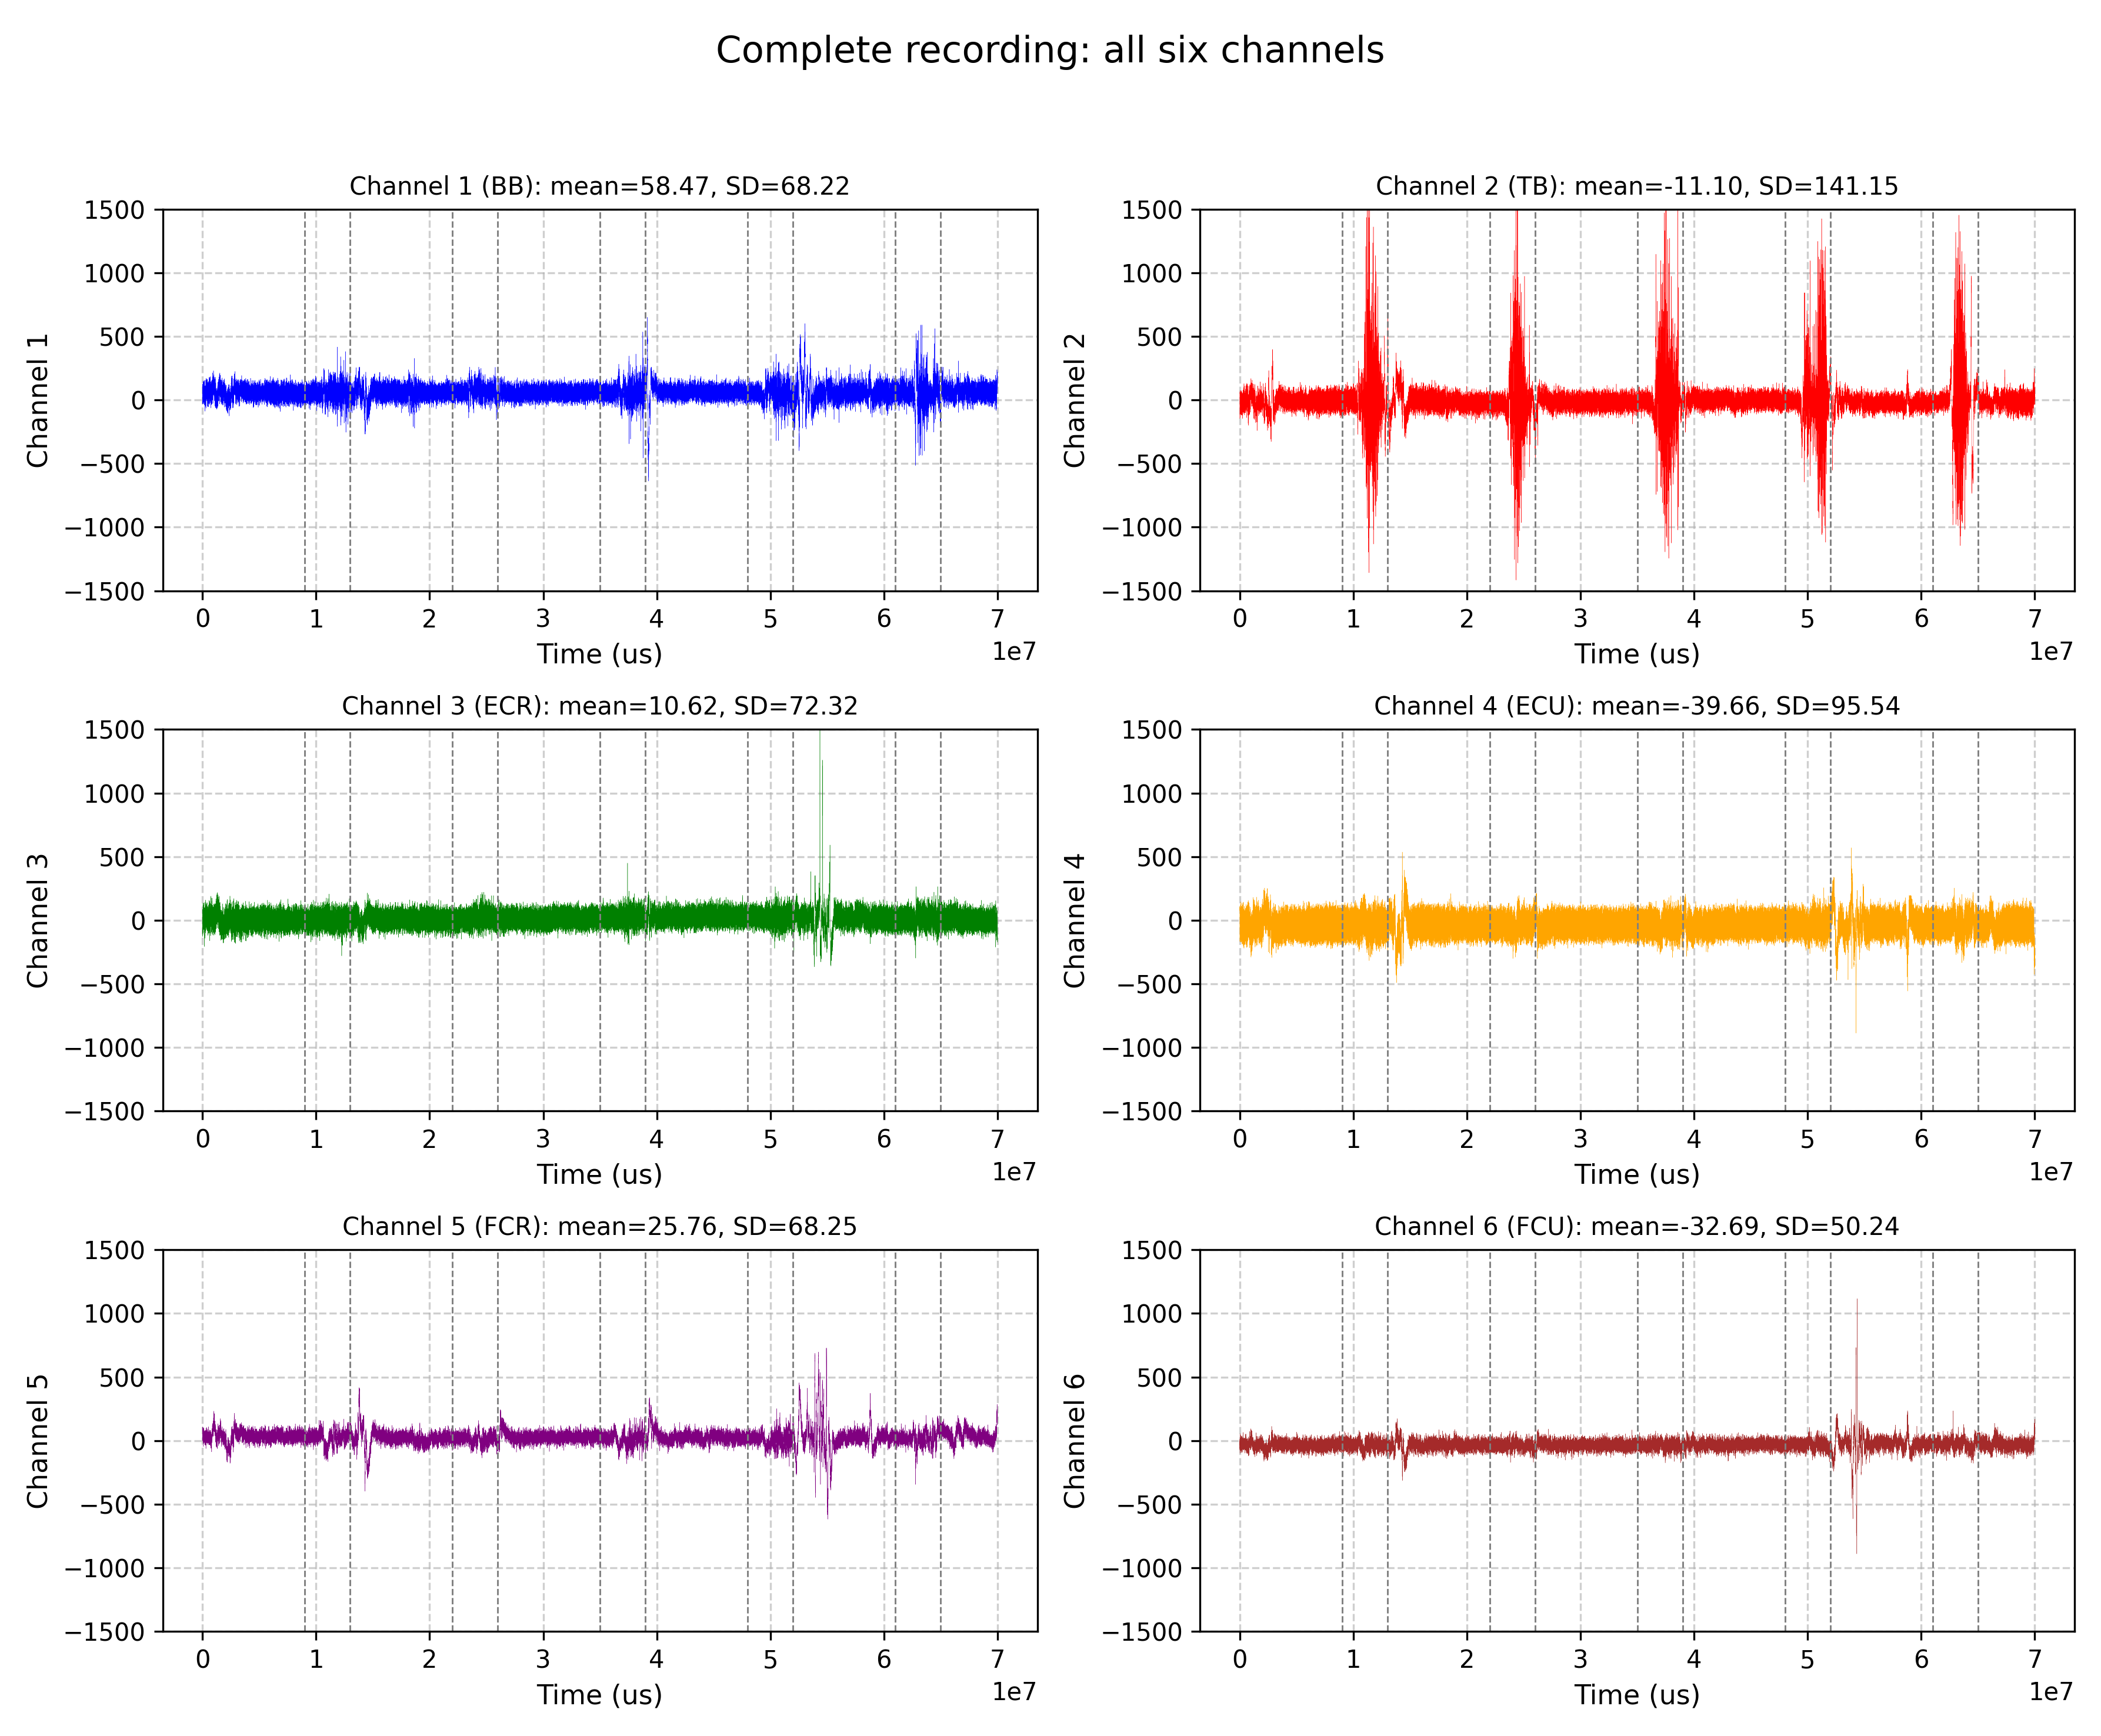 Complete recording: all six channels
Channel 1 (BB): mean=58.47, SD=68.22
Channel 1
1500
1000
500
0
−500
−1000
−1500
0 1 2 3 4 5 6 7
1e7
Time (us)
Channel 2 (TB): mean=-11.10, SD=141.15
Channel 2
1500
1000
500
0
−500
−1000
−1500
0 1 2 3 4 5 6 7
1e7
Time (us)
Channel 3 (ECR): mean=10.62, SD=72.32
Channel 3
1500
1000
500
0
−500
−1000
−1500
0 1 2 3 4 5 6 7
1e7
Time (us)
Channel 4 (ECU): mean=-39.66, SD=95.54
Channel 4
1500
1000
500
0
−500
−1000
−1500
0 1 2 3 4 5 6 7
1e7
Time (us)
Channel 5 (FCR): mean=25.76, SD=68.25
Channel 5
1500
1000
500
0
−500
−1000
−1500
0 1 2 3 4 5 6 7
1e7
Time (us)
Channel 6 (FCU): mean=-32.69, SD=50.24
Channel 6
1500
1000
500
0
−500
−1000
−1500
0 1 2 3 4 5 6 7
1e7
Time (us)